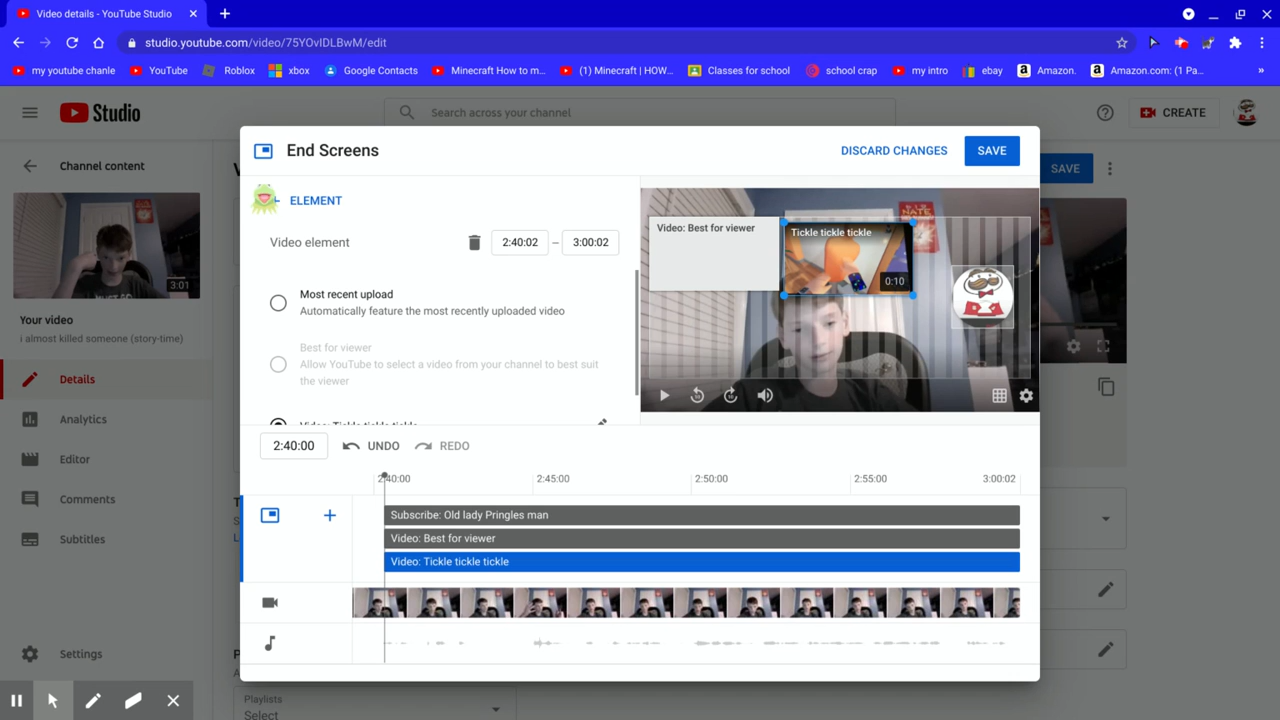 Video details - YouTube Studio
studio.youtube.com/video/75YOvIDLBwM/edit
my youtube chanle
YouTube
Roblox
xbox
Google Contacts
Minecraft How to m...
(1) Minecraft | HOW...
Classes for school
school crap
my intro
ebay
Amazon.
Amazon.com: (1 Pa...
»
Studio
Search across your channel
CREATE
Channel content
End Screens
DISCARD CHANGES
SAVE
SAVE
ELEMENT
Video element
2:40:02
–
3:00:02
Video: Best for viewer
Tickle tickle tickle
0:10
3:01
Most recent upload
Automatically feature the most recently uploaded video
Your video
i almost killed someone (story-time)
Best for viewer
Allow YouTube to select a video from your channel to best suit
the viewer
Details
Video: Tickle tickle tickle
Analytics
2:40:00
UNDO
REDO
Editor
2:40:00
2:45:00
2:50:00
2:55:00
3:00:02
Comments
Subscribe: Old lady Pringles man
Video: Best for viewer
Subtitles
Video: Tickle tickle tickle
Settings
Playlists
Select